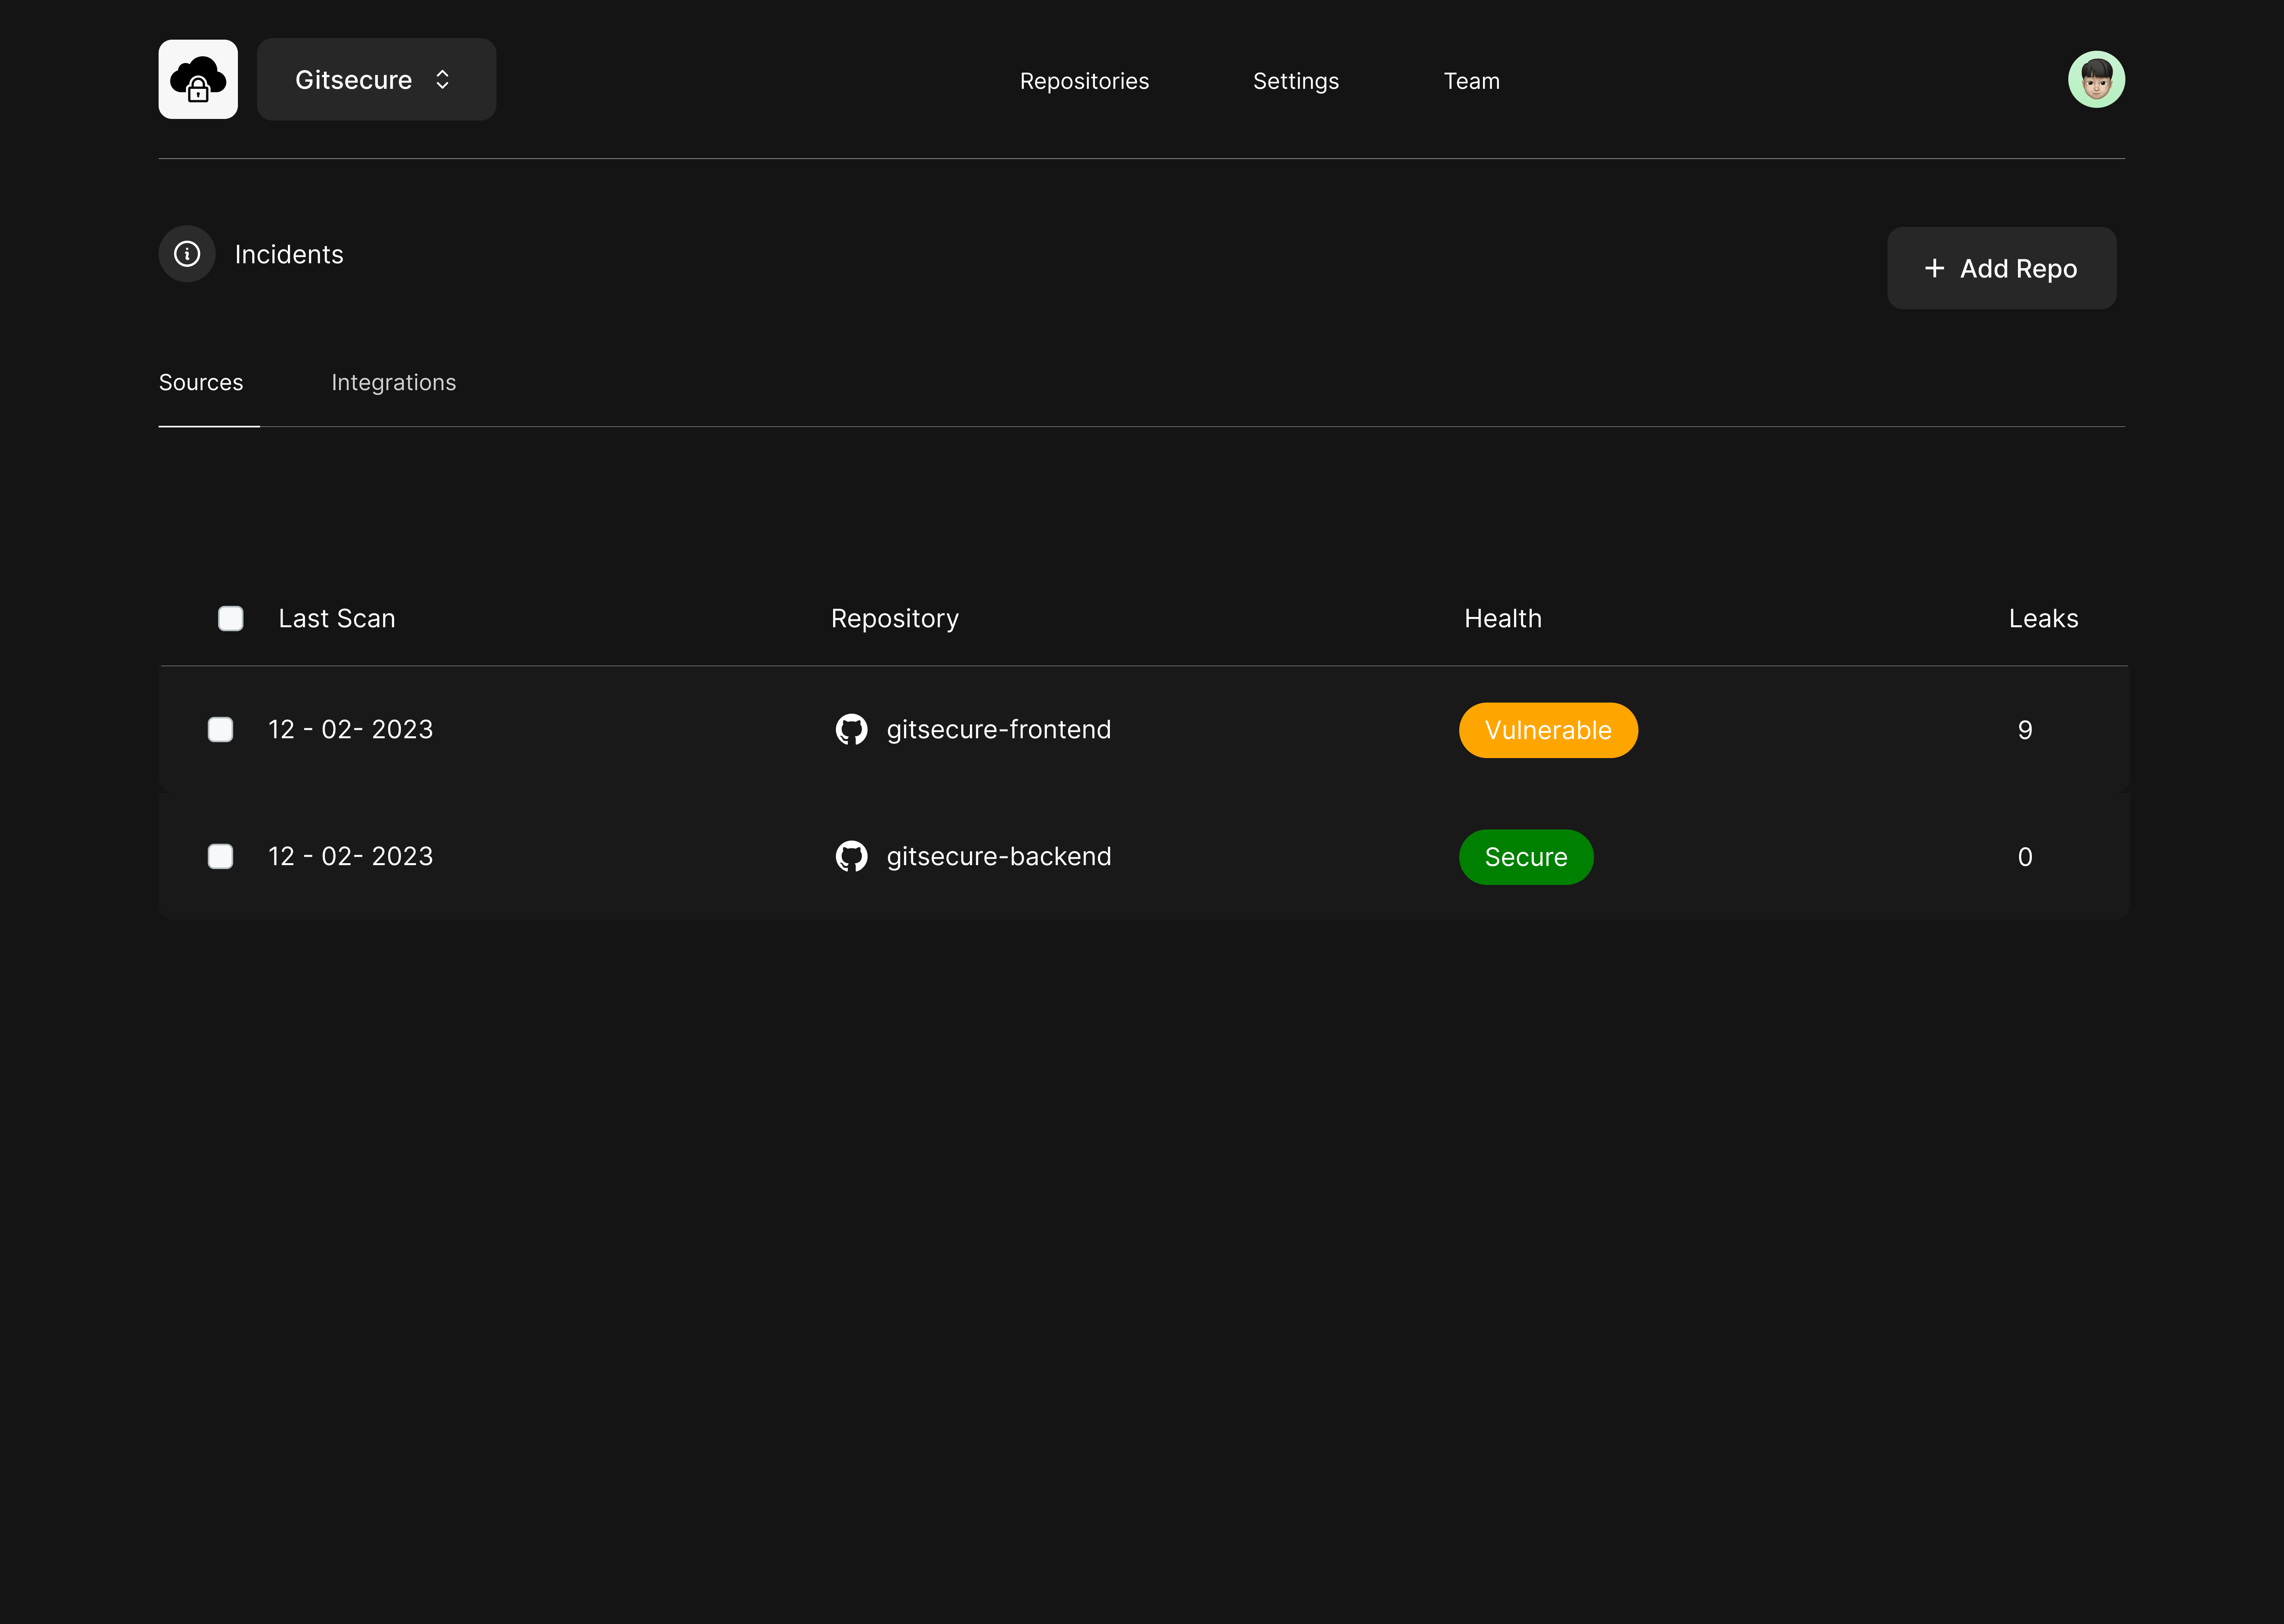 Gitsecure
Repositories Settings Team
Incidents
+ Add Repo
Sources Integrations
Last Scan Repository Health Leaks
12 - 02- 2023 gitsecure-frontend Vulnerable 9
12 - 02- 2023 gitsecure-backend Secure 0